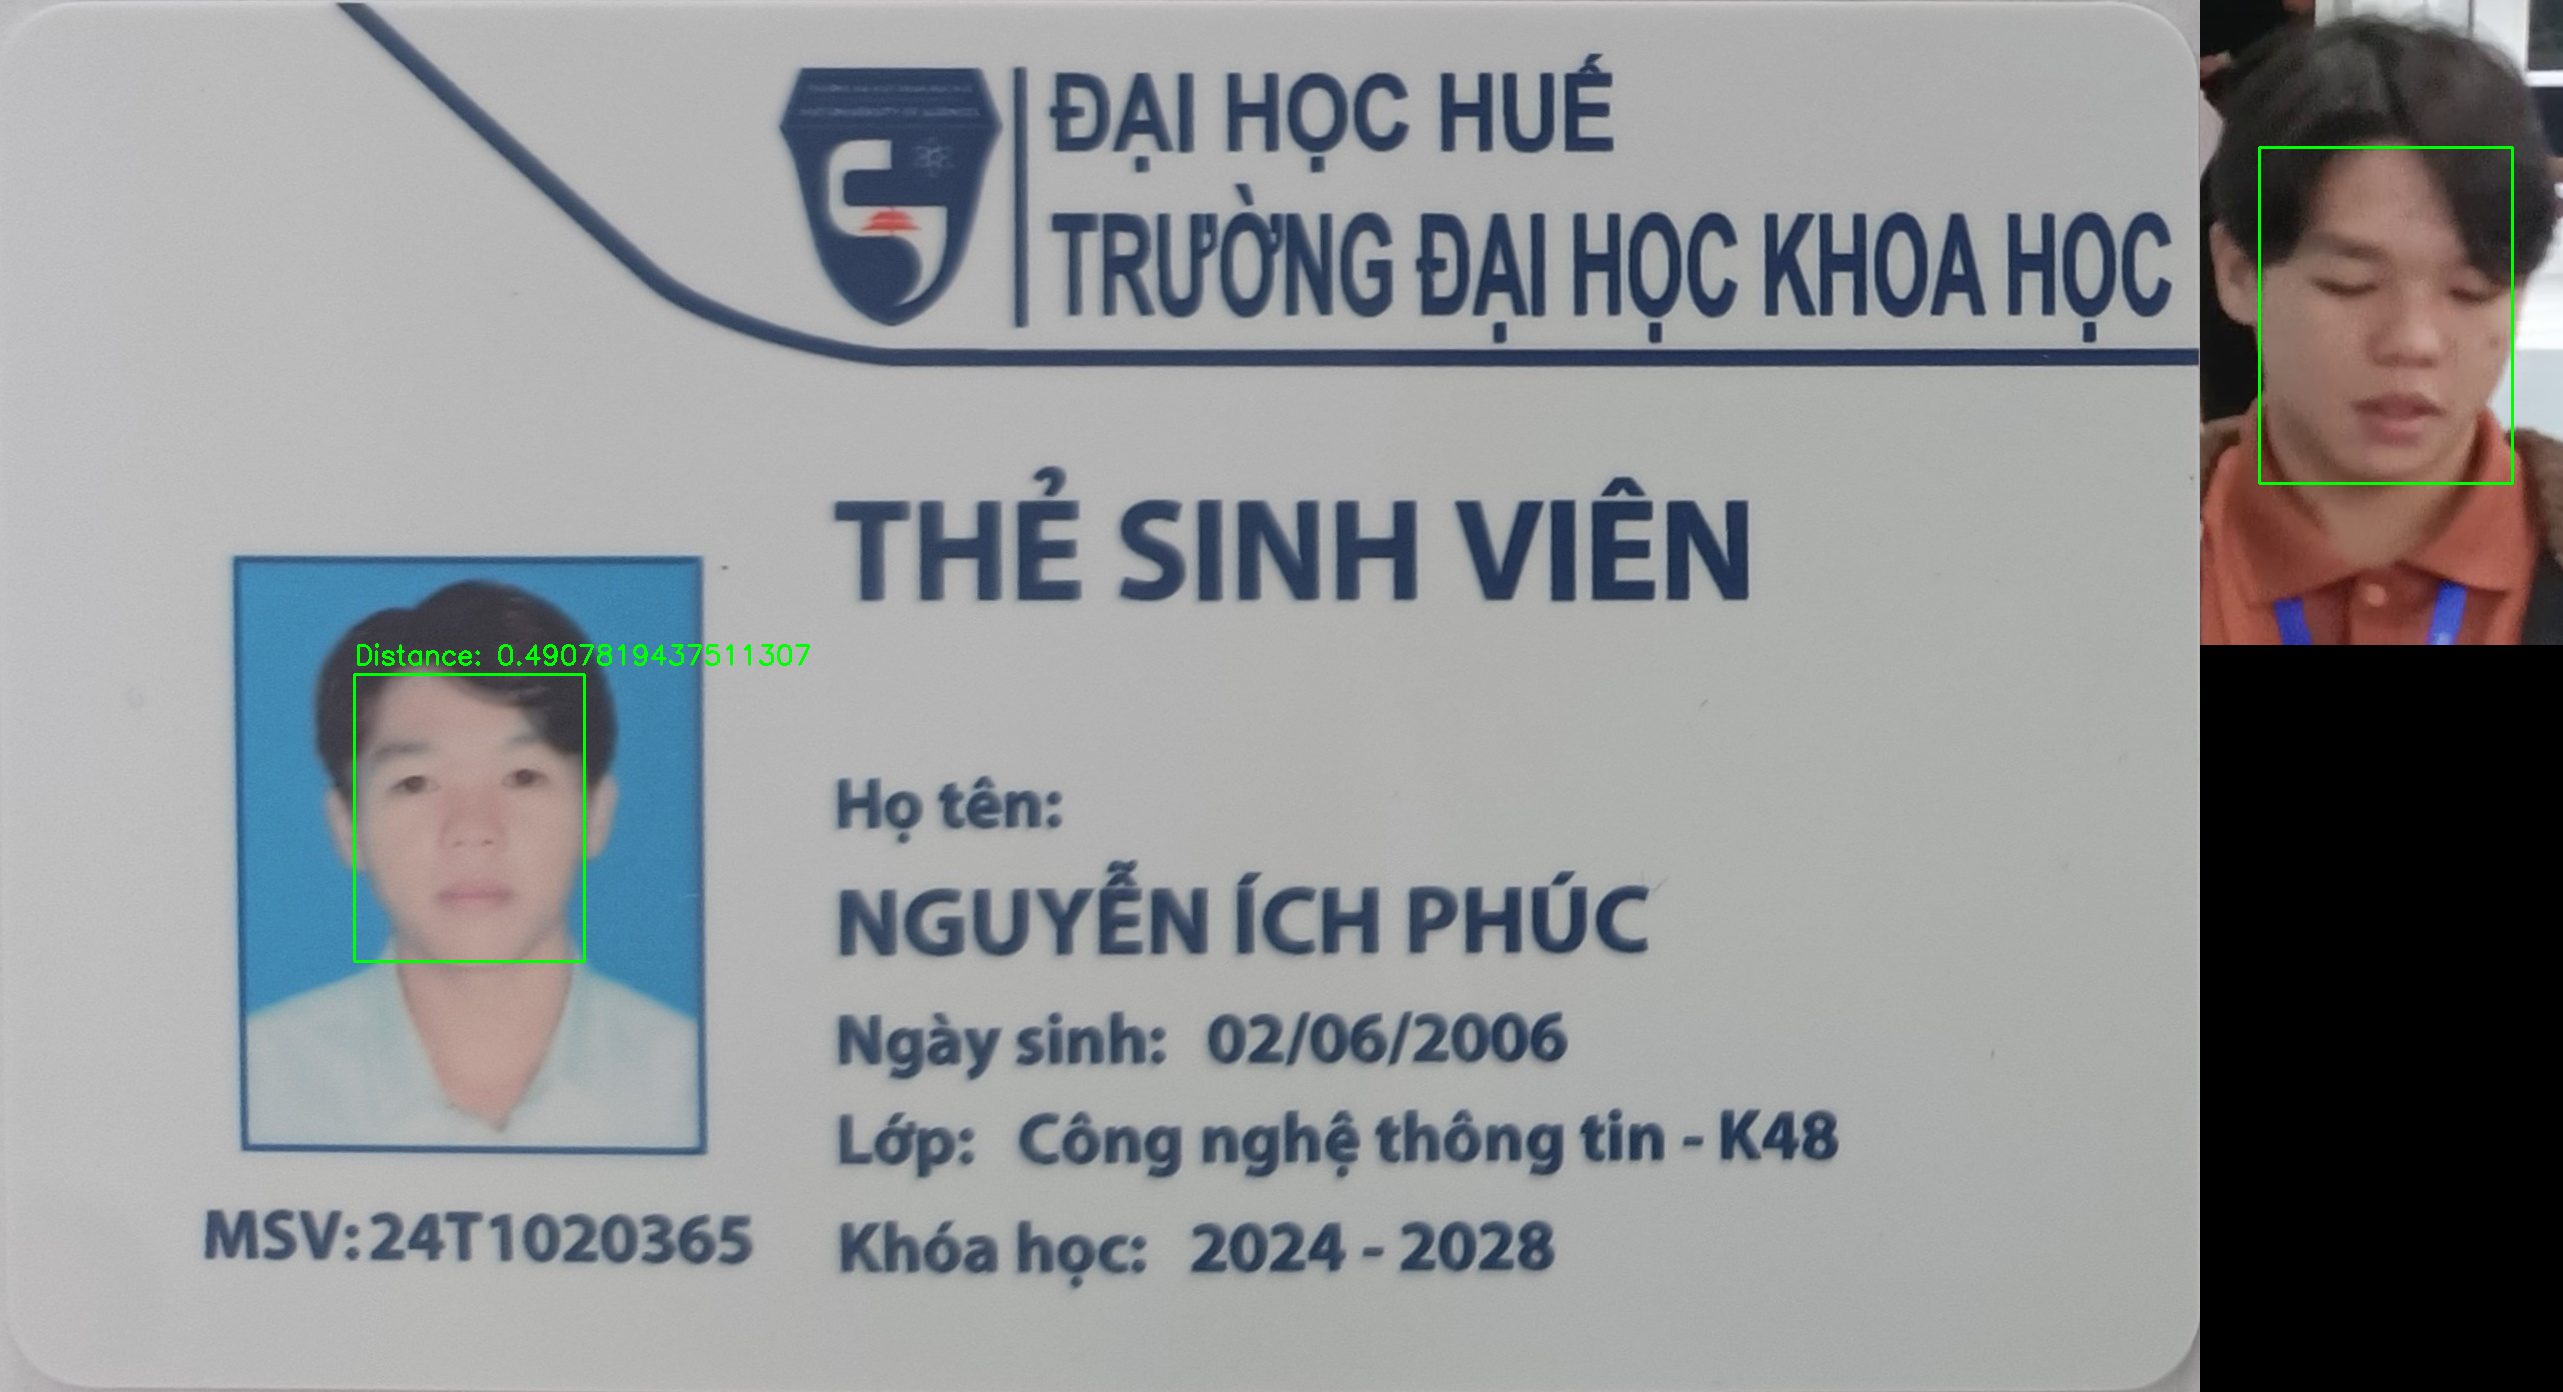 ĐẠI HỌC HUẾ
TRƯỜNG ĐẠI HỌC KHOA HỌC
THẺ SINH VIÊN
Distance: 0.4907819437511307
Họ tên:
NGUYỄN ÍCH PHÚC
Ngày sinh: 02/06/2006
Lớp: Công nghệ thông tin - K48
MSV:24T1020365
Khóa học: 2024 - 2028